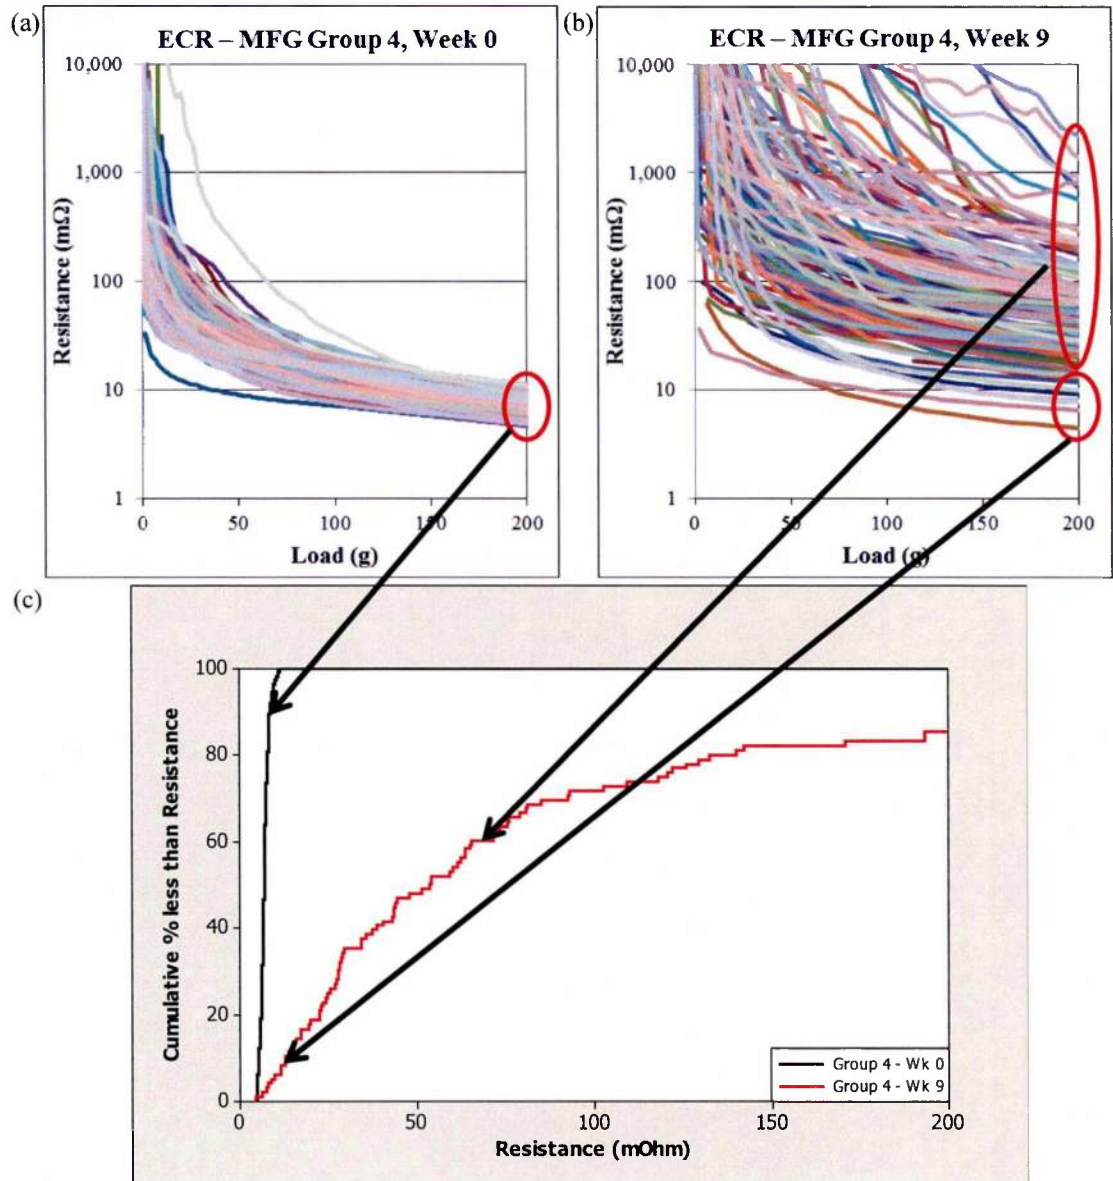 (a)
ECR – MFG Group 4, Week 0
10,000
1,000
100
10
1
Resistance (mΩ)
0
50
100
150
200
Load (g)
(b)
ECR – MFG Group 4, Week 9
10,000
1,000
100
10
1
Resistance (mΩ)
0
50
100
150
200
Load (g)
(c)
100
80
60
40
20
0
Cumulative % less than Resistance
0
50
100
150
200
Resistance (mOhm)
Group 4 - Wk 0
Group 4 - Wk 9